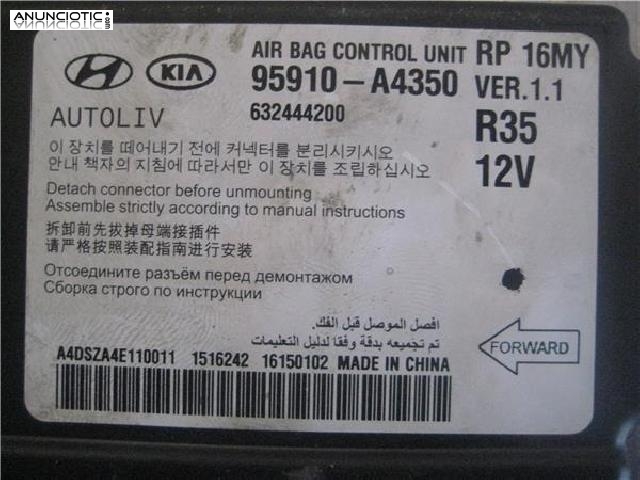 ANUNCIOTIC!
.com
AIR BAG CONTROL UNIT RP 16MY
HYUNDAI KIA 95910-A4350 VER.1.1
AUTOLIV 632444200 R35
이 장치를 떼어내기 전에 커넥터를 분리시키시오
안내 책자의 지침에 따라서만 이 장치를 조립하십시오 12V
Detach connector before unmounting
Assemble strictly according to manual instructions
拆卸前先拔掉母端接插件
请严格按照装配指南进行安装
Отсоедините разъём перед демонтажом
Сборка строго по инструкции
افصل الموصل قبل الفك.
تم تجميعه بدقة وفقا لدليل التعليمات
FORWARD
A4DSZA4E110011 1516242 16150102 MADE IN CHINA